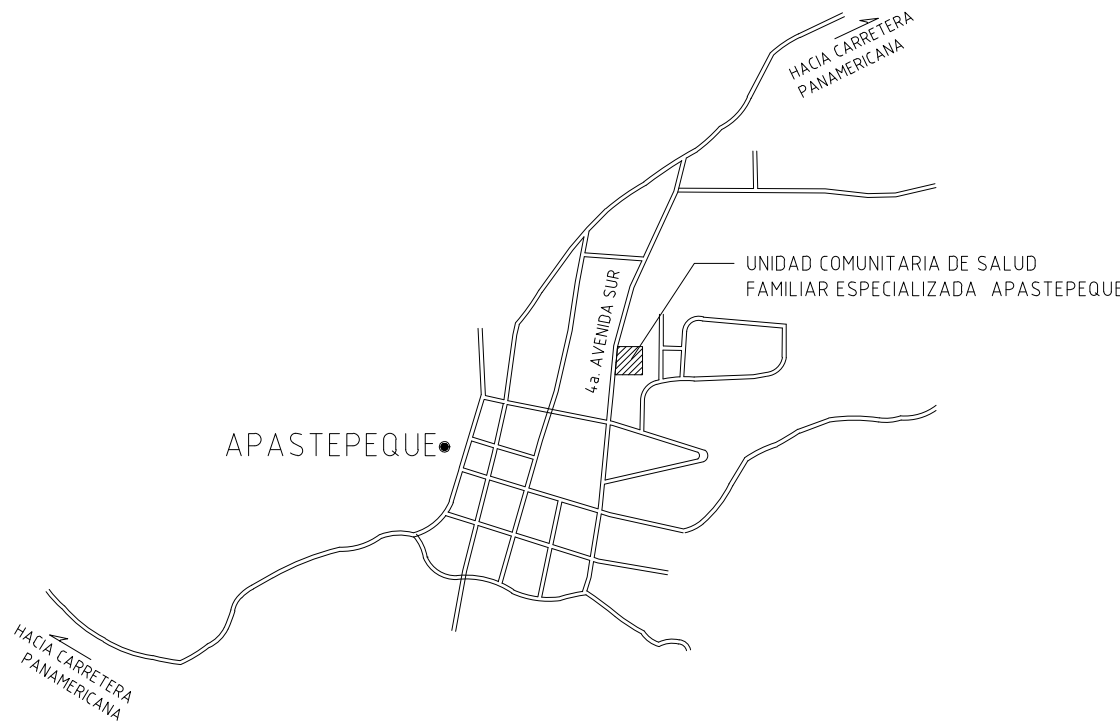 HACIA CARRETERA
PANAMERICANA
UNIDAD COMUNITARIA DE SALUD
FAMILIAR ESPECIALIZADA APASTEPEQUE
4a. AVENIDA SUR
APASTEPEQUE
HACIA CARRETERA
PANAMERICANA